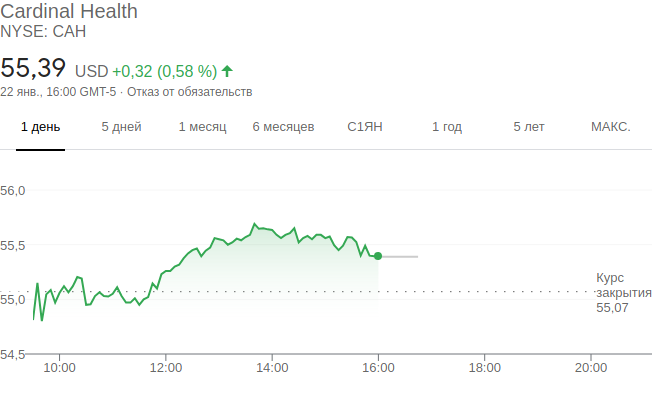 Cardinal Health
NYSE: CAH
55,39 USD +0,32 (0,58 %)
22 янв., 16:00 GMT-5 · Отказ от обязательств
1 день 5 дней 1 месяц 6 месяцев С1ЯН 1 год 5 лет МАКС.
56,0
55,5
Курс
закрытия
55,07
55,0
54,5
10:00 12:00 14:00 16:00 18:00 20:00